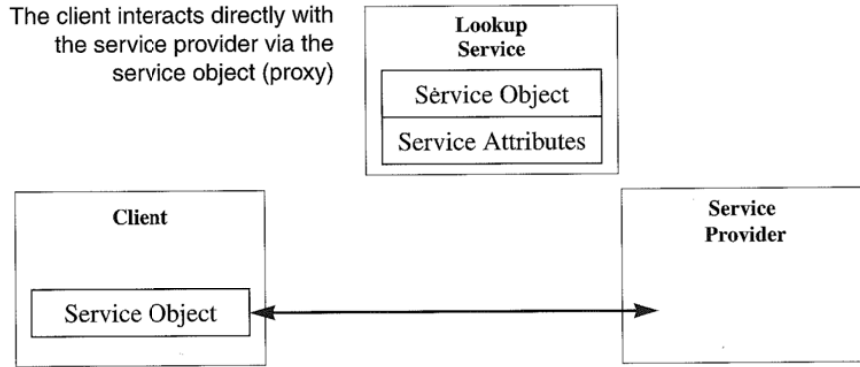 The client interacts directly with
the service provider via the
service object (proxy)
Lookup
Service
Service Object
Service Attributes
Client
Service Object
Service
Provider